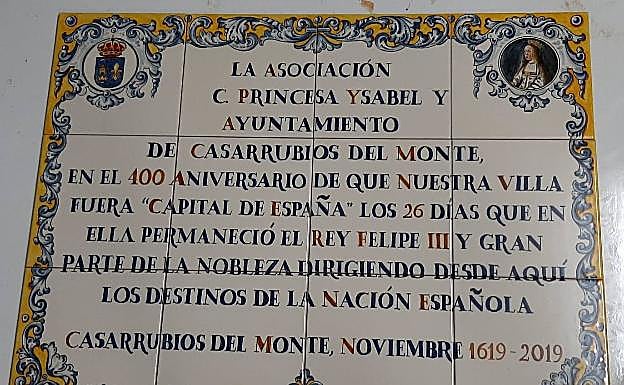 LA ASOCIACIÓN
C. PRINCESA YSABEL Y
AYUNTAMIENTO
DE CASARRUBIOS DEL MONTE,
EN EL 400 ANIVERSARIO DE QUE NUESTRA VILLA
FUERA "CAPITAL DE ESPAÑA" LOS 26 DÍAS QUE EN
ELLA PERMANECIÓ EL REY FELIPE III Y GRAN
PARTE DE LA NOBLEZA DIRIGIENDO DESDE AQUÍ
LOS DESTINOS DE LA NACIÓN ESPAÑOLA
CASARRUBIOS DEL MONTE, NOVIEMBRE 1619-2019